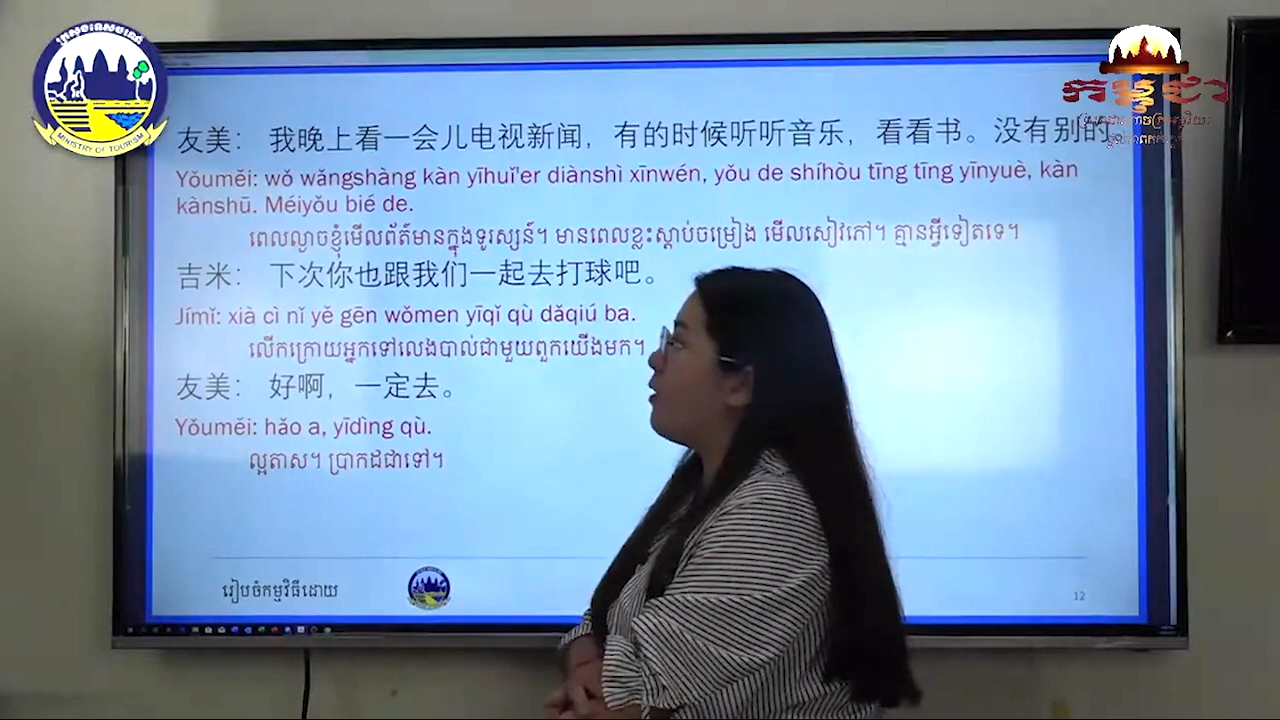 MINISTRY OF TOURISM
កម្ពុជា
友美： 我晚上看一会儿电视新闻，有的时候听听音乐，看看书。没有别的
Yǒuměi: wǒ wǎngshàng kàn yīhuǐ'er diànshì xīnwén, yǒu de shíhòu tīng tīng yīnyuè, kàn
kànshū. Méiyǒu bié de.
ពេលល្ងាចខ្ញុំមើលព័ត៌មានក្នុងទូរស្សន៍។ មានពេលខ្លះស្តាប់ចម្រៀង មើលសៀវភៅ។ គ្មានអ្វីទៀតទេ។
吉米： 下次你也跟我们一起去打球吧。
Jímǐ: xià cì nǐ yě gēn wǒmen yīqǐ qù dǎqiú ba.
លើកក្រោយអ្នកទៅលេងបាល់ជាមួយពួកយើងមក។
友美： 好啊，一定去。
Yǒuměi: hǎo a, yīdìng qù.
ល្អតាស។ ប្រាកដជាទៅ។
រៀបចំកម្មវិធីដោយ
12